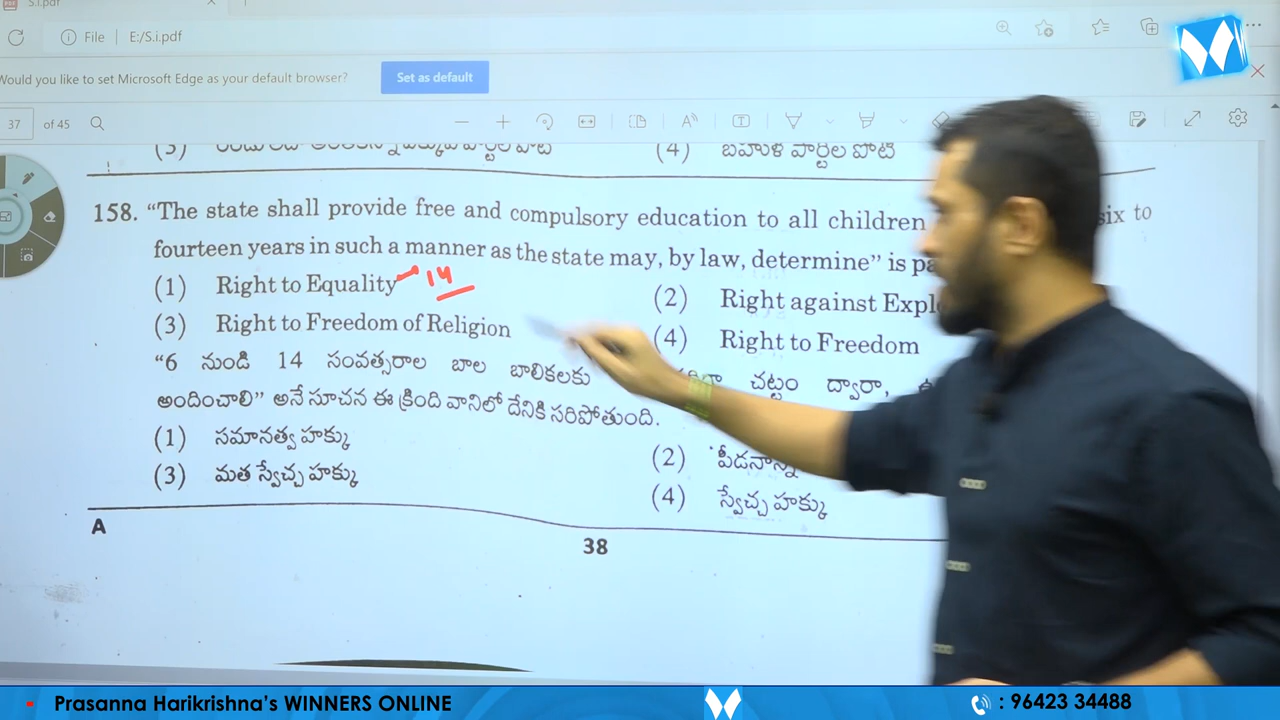 S.i.pdf
File E:/S.i.pdf
Would you like to set Microsoft Edge as your default browser? Set as default
37 of 45
(3) (4) బహుళ పార్టీల పోటీ
158. “The state shall provide free and compulsory education to all children six to
fourteen years in such a manner as the state may, by law, determine” is
(1) Right to Equality 14
(2) Right against
(3) Right to Freedom of Religion
(4) Right to Freedom
“6 నుండి 14 సంవత్సరాల బాల బాలికలకు చట్టం ద్వారా,
అందించాలి” అనే సూచన ఈ క్రింది వానిలో దేనికి సరిపోతుంది.
(1) సమానత్వ హక్కు
(2)
(3) మత స్వేచ్ఛ హక్కు
(4) స్వేచ్ఛ హక్కు
A
38
Prasanna Harikrishna's WINNERS ONLINE : 96423 34488